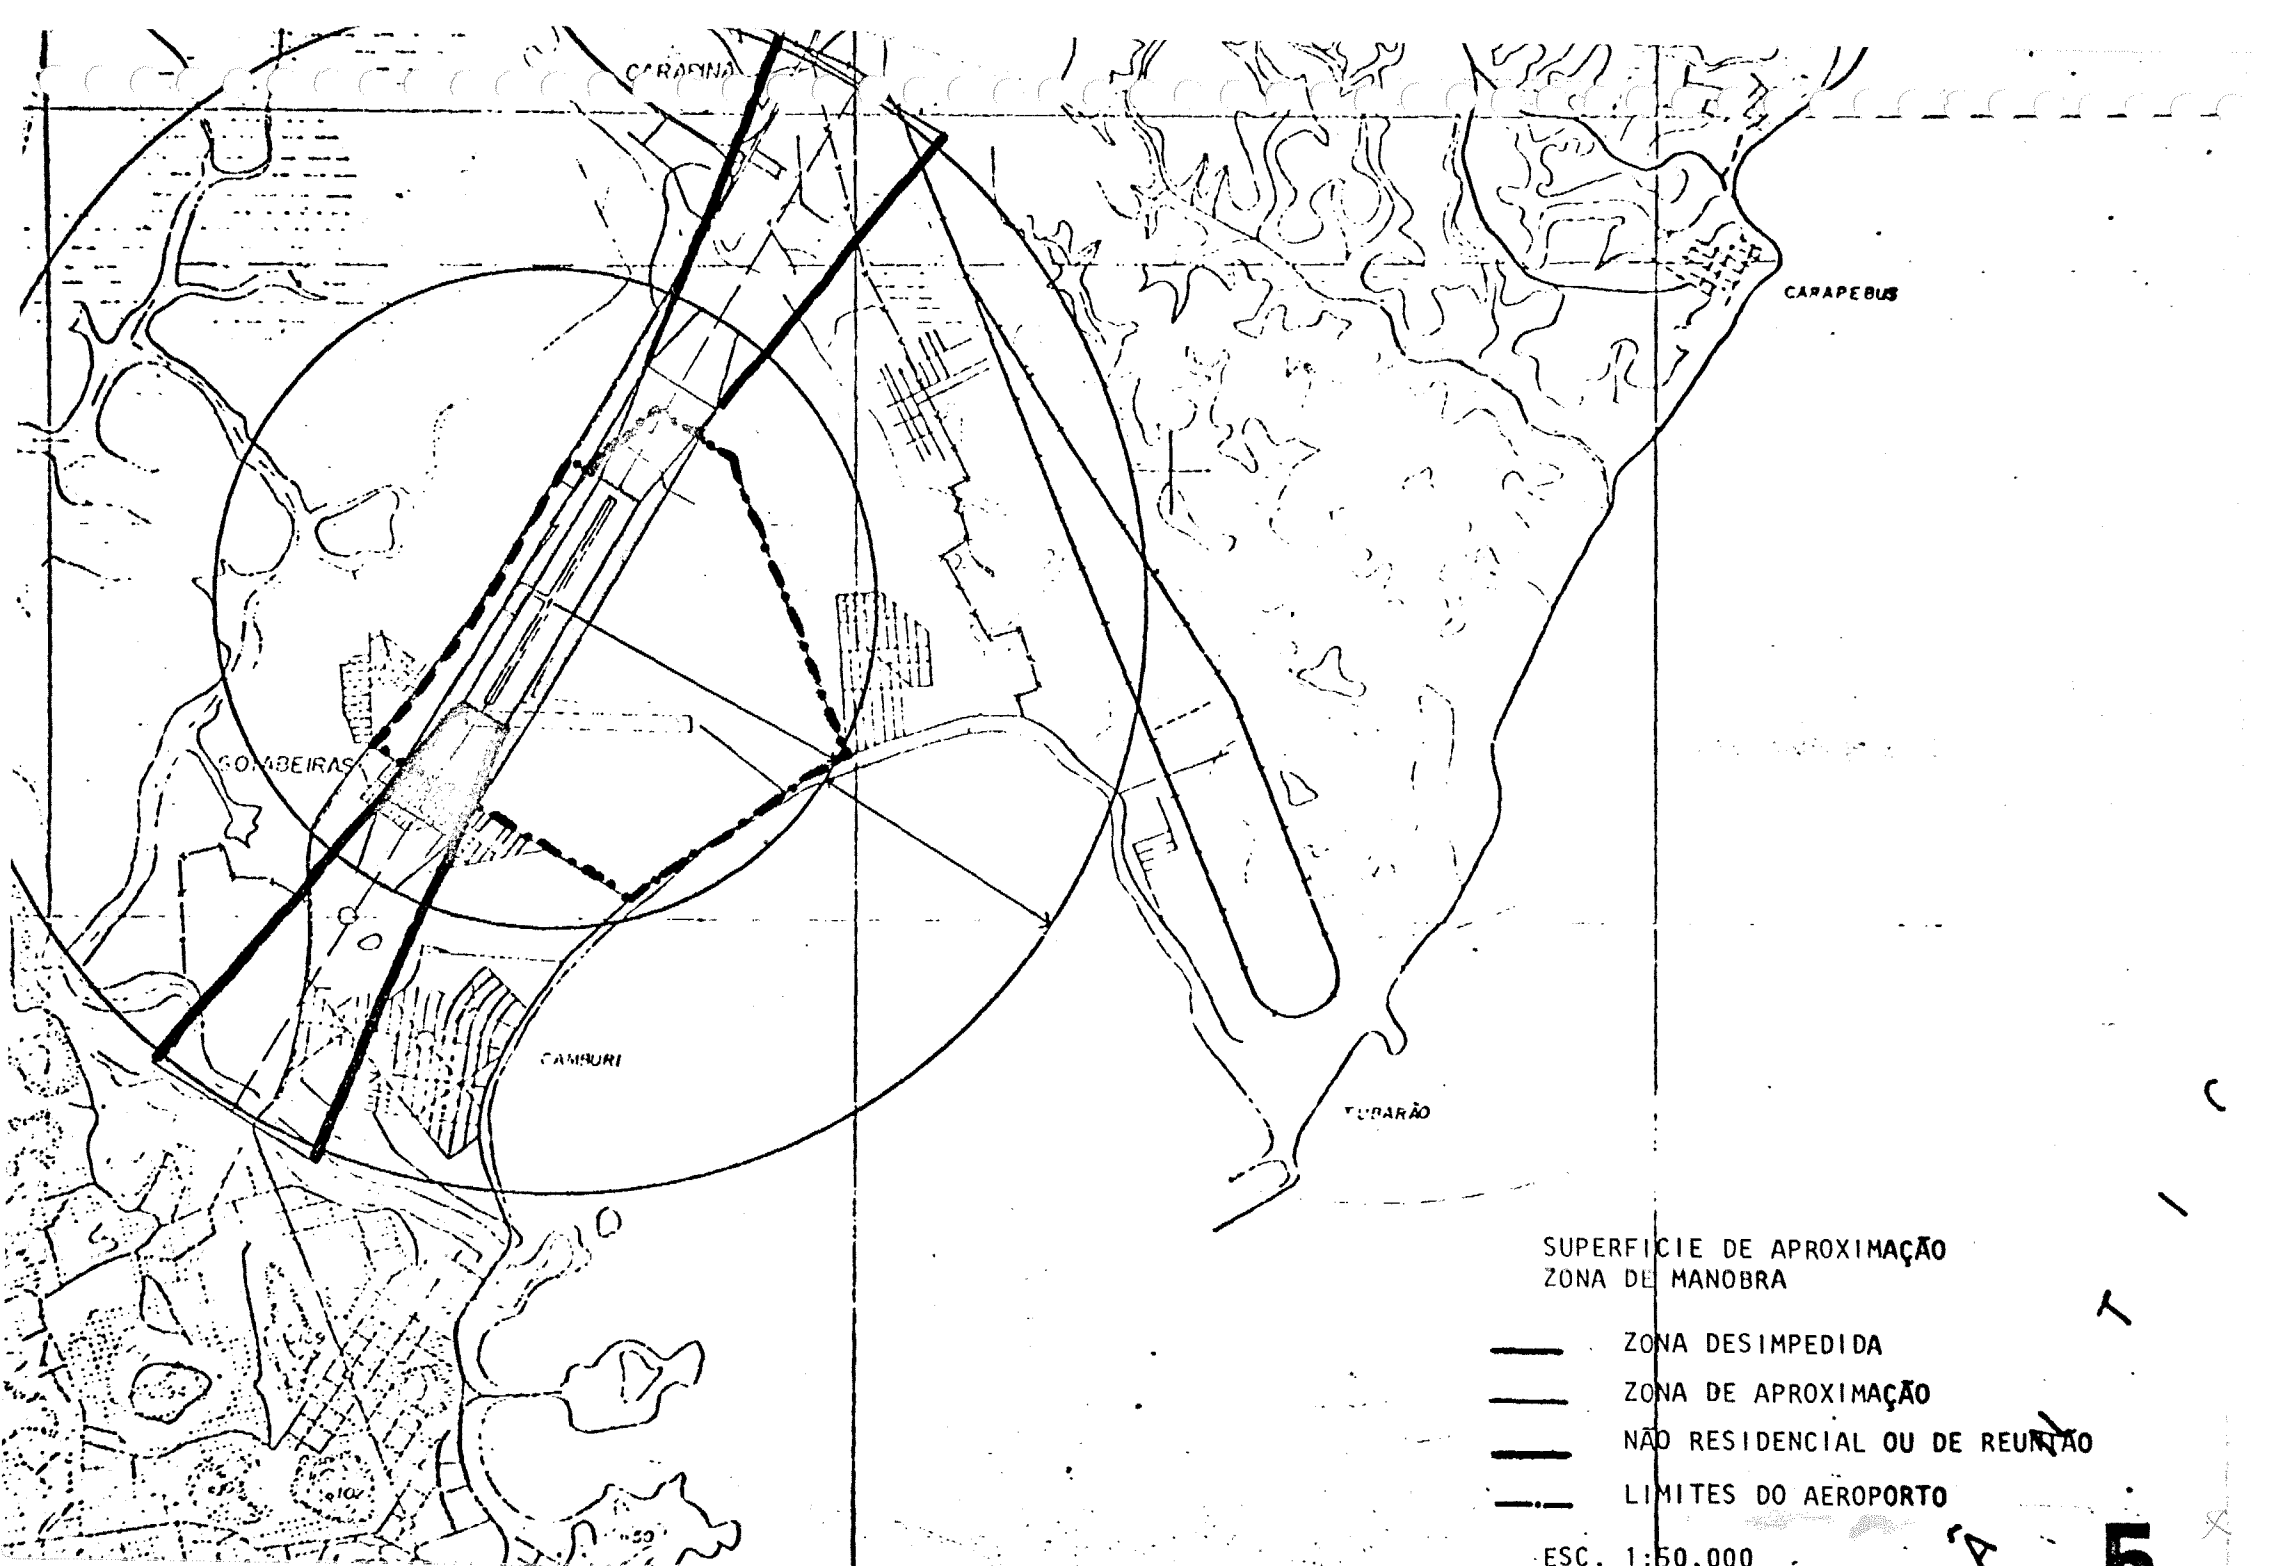 CARAPINA
CARAPEBUS
GOIABEIRAS
CAMBURI
TUBARÃO
SUPERFICIE DE APROXIMAÇÃO
ZONA DE MANOBRA
ZONA DESIMPEDIDA
ZONA DE APROXIMAÇÃO
NÃO RESIDENCIAL OU DE REUNIÃO
LIMITES DO AEROPORTO
ESC. 1:50.000
5